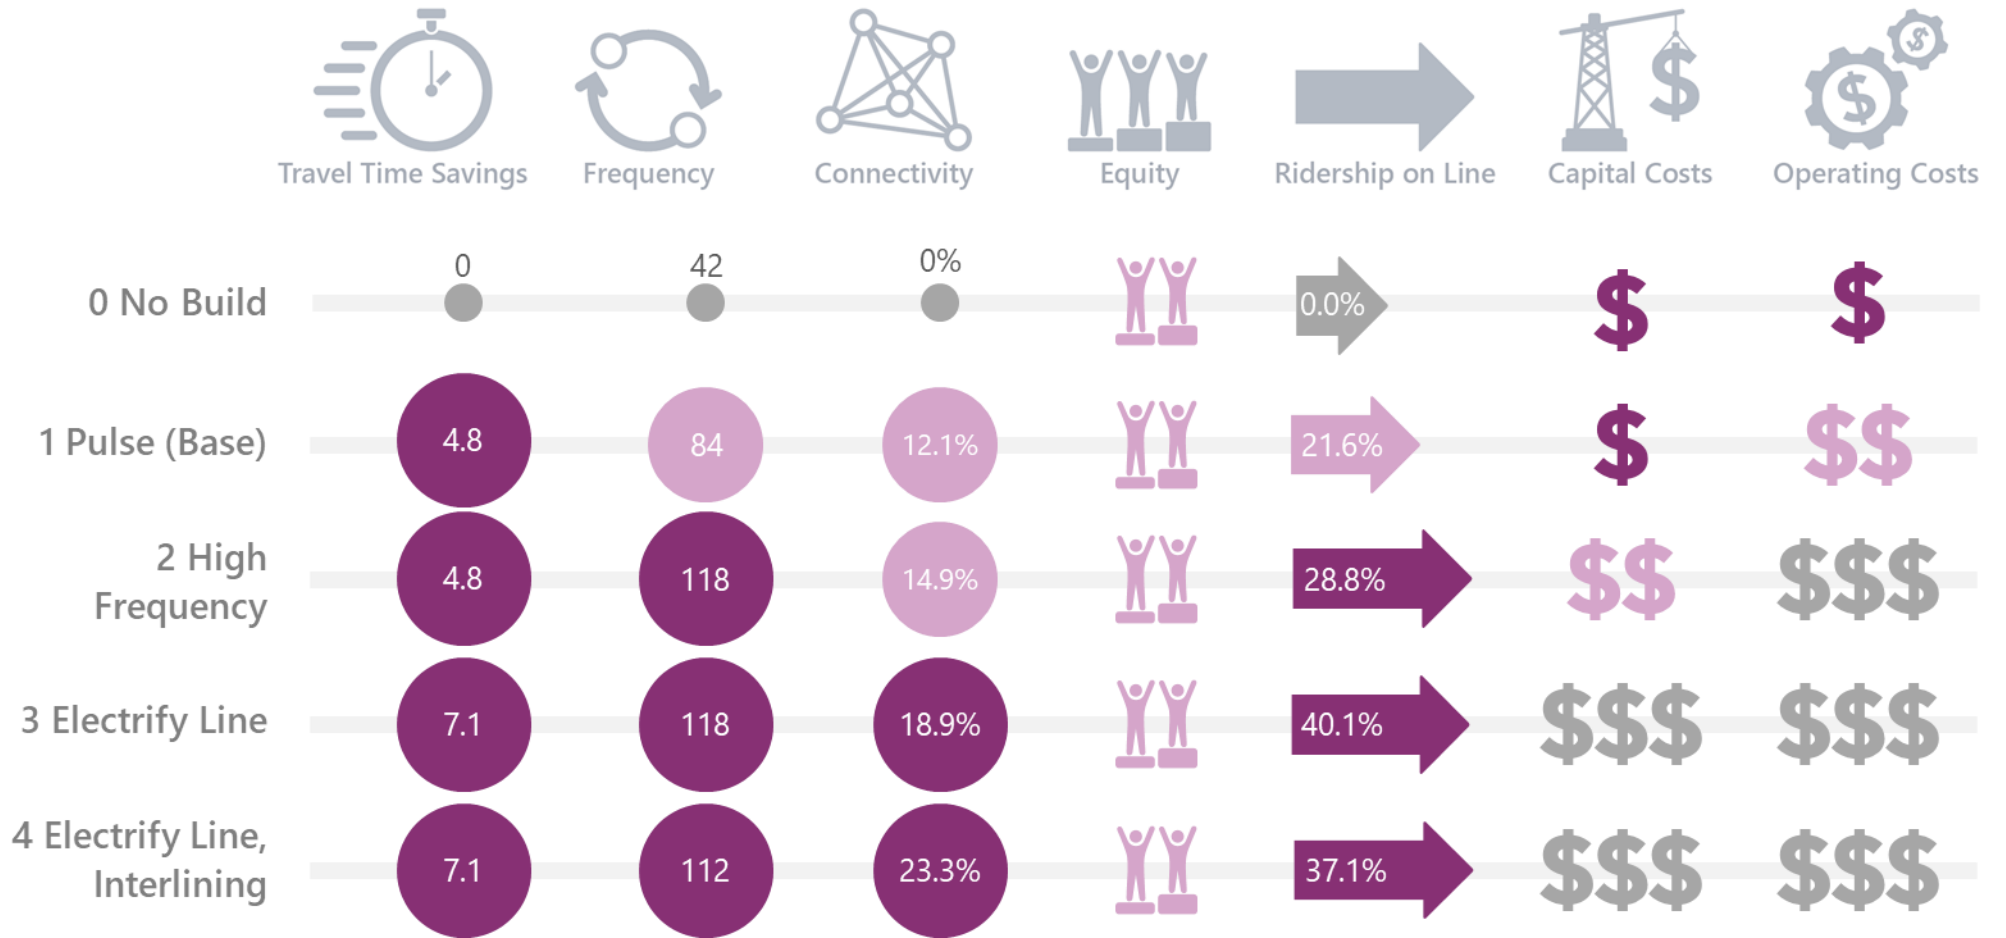 Travel Time Savings Frequency Connectivity Equity Ridership on Line Capital Costs Operating Costs
0 No Build 0 42 0% 0.0% $ $
1 Pulse (Base) 4.8 84 12.1% 21.6% $ $$
2 High
Frequency 4.8 118 14.9% 28.8% $$ $$$
3 Electrify Line 7.1 118 18.9% 40.1% $$$ $$$
4 Electrify Line,
Interlining 7.1 112 23.3% 37.1% $$$ $$$